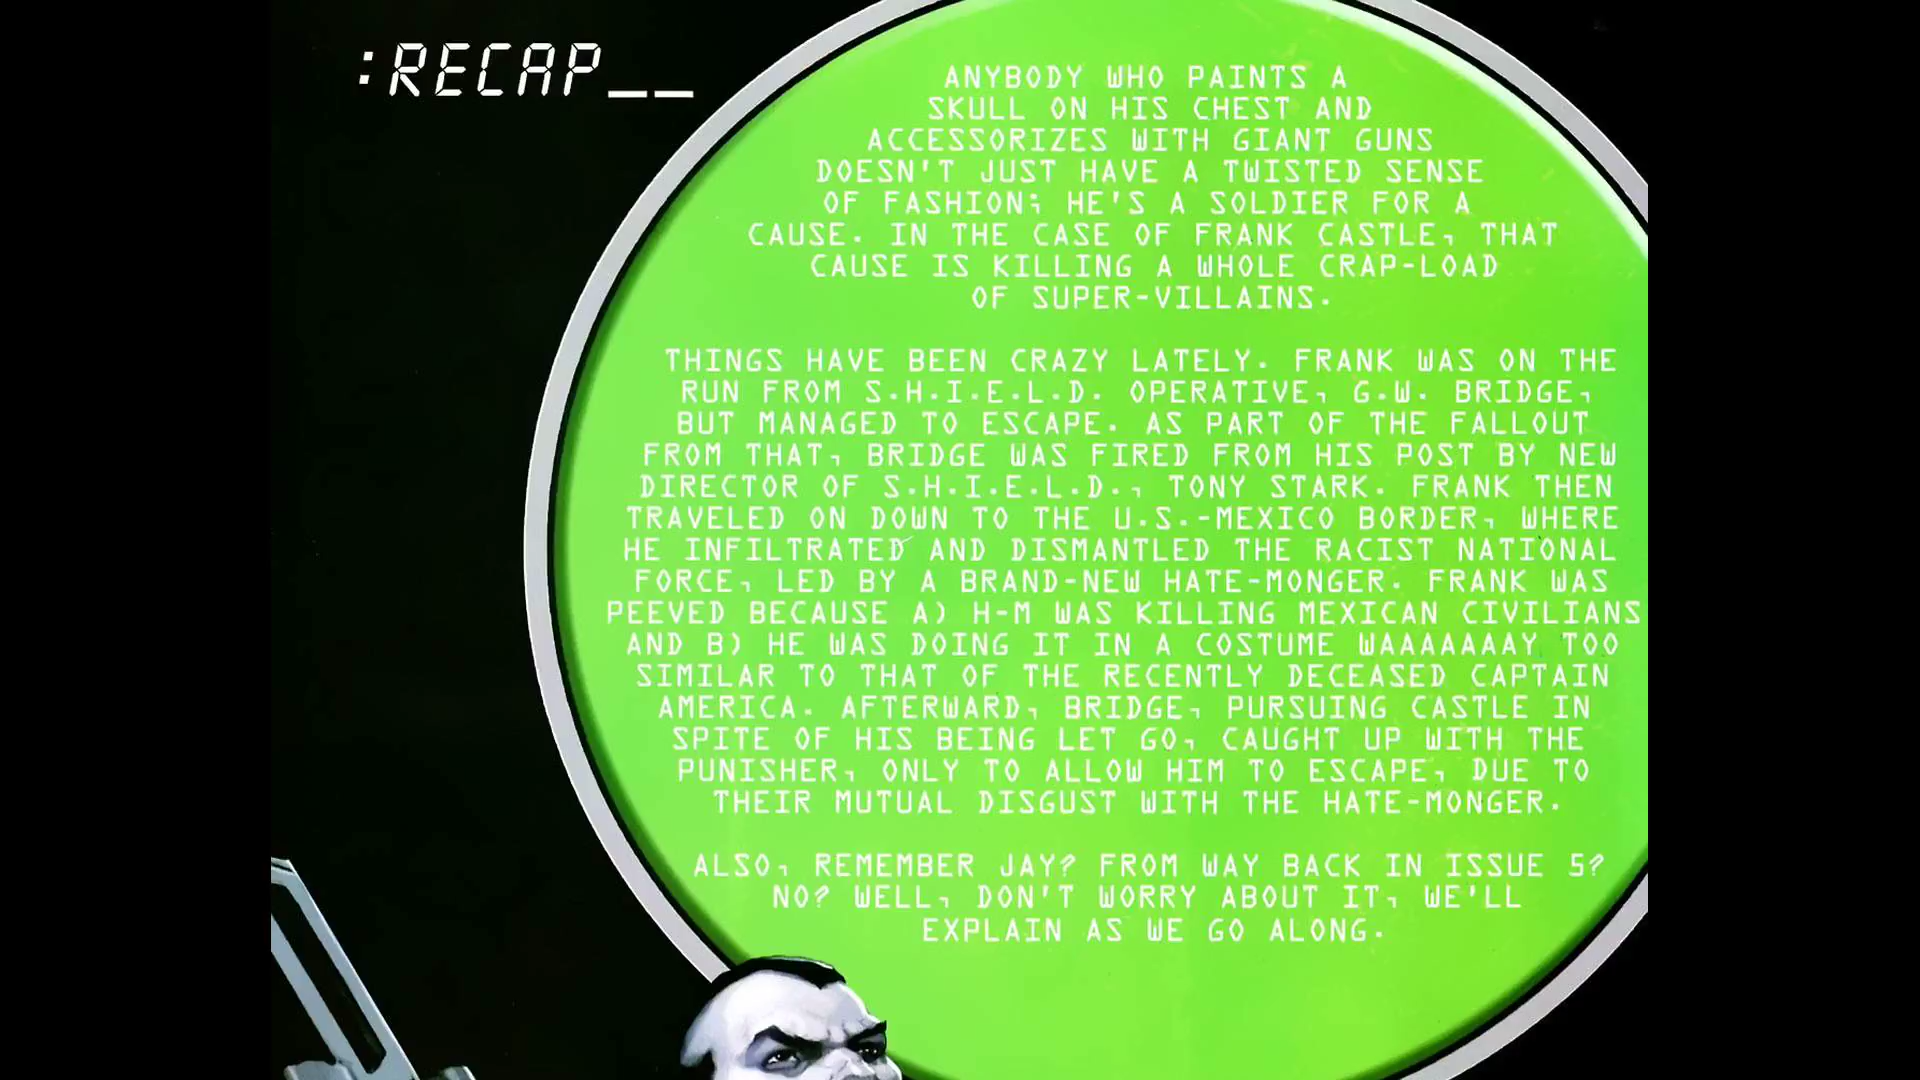 :RECAP__
ANYBODY WHO PAINTS A
SKULL ON HIS CHEST AND
ACCESSORIZES WITH GIANT GUNS
DOESN'T JUST HAVE A TWISTED SENSE
OF FASHION; HE'S A SOLDIER FOR A
CAUSE. IN THE CASE OF FRANK CASTLE, THAT
CAUSE IS KILLING A WHOLE CRAP-LOAD
OF SUPER-VILLAINS.
THINGS HAVE BEEN CRAZY LATELY. FRANK WAS ON THE
RUN FROM S.H.I.E.L.D. OPERATIVE, G.W. BRIDGE,
BUT MANAGED TO ESCAPE. AS PART OF THE FALLOUT
FROM THAT, BRIDGE WAS FIRED FROM HIS POST BY NEW
DIRECTOR OF S.H.I.E.L.D., TONY STARK. FRANK THEN
TRAVELED ON DOWN TO THE U.S.-MEXICO BORDER, WHERE
HE INFILTRATED AND DISMANTLED THE RACIST NATIONAL
FORCE, LED BY A BRAND-NEW HATE-MONGER. FRANK WAS
PEEVED BECAUSE A) H-M WAS KILLING MEXICAN CIVILIANS
AND B) HE WAS DOING IT IN A COSTUME WAAAAAAAY TOO
SIMILAR TO THAT OF THE RECENTLY DECEASED CAPTAIN
AMERICA. AFTERWARD, BRIDGE, PURSUING CASTLE IN
SPITE OF HIS BEING LET GO, CAUGHT UP WITH THE
PUNISHER, ONLY TO ALLOW HIM TO ESCAPE, DUE TO
THEIR MUTUAL DISGUST WITH THE HATE-MONGER.
ALSO, REMEMBER JAY? FROM WAY BACK IN ISSUE 5?
NO? WELL, DON'T WORRY ABOUT IT, WE'LL
EXPLAIN AS WE GO ALONG.